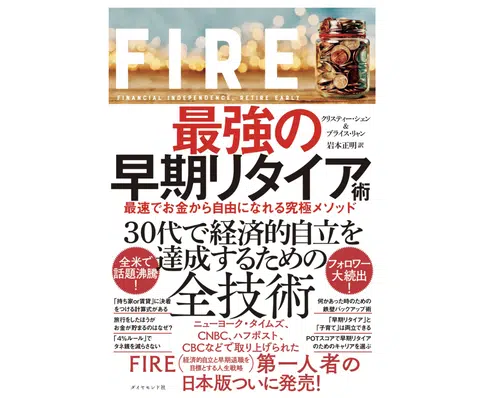 FIRE
FINANCIAL INDEPENDENCE, RETIRE EARLY
クリスティー・シェン
&
ブライス・リャン
岩本正明 訳
最強の
早期リタイア術
最速でお金から自由になれる究極メソッド
30代で経済的自立を
達成するための
全技術
全米で
話題沸騰
！
フォロワー
大続出！
「持ち家or賃貸」に決着
をつける計算式がある
旅行をしたほうが
お金が貯まるのはなぜ？
「4％ルール」で
タネ銭を減らさない
何かあった時のための
鉄壁バックアップ術
「早期リタイア」と
「子育て」は両立できる
POTスコアで早期リタイア
のためのキャリアを選ぶ
ニューヨーク・タイムズ、
CNBC、ハフポスト、
CBCなどで取り上げられた
FIRE（経済的自立と早期退職を
目標とする人生戦略）第一人者の
日本版ついに発売！
ダイヤモンド社